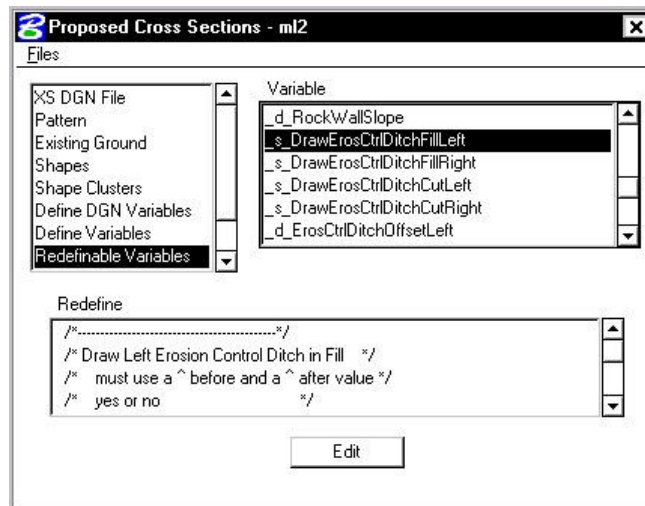 Proposed Cross Sections - ml2
Files
XS DGN File
Pattern
Existing Ground
Shapes
Shape Clusters
Define DGN Variables
Define Variables
Redefinable Variables
Variable
_d_RockWallSlope
_s_DrawErosCtrlDitchFillLeft
_s_DrawErosCtrlDitchFillRight
_s_DrawErosCtrlDitchCutLeft
_s_DrawErosCtrlDitchCutRight
_d_ErosCtrlDitchOffsetLeft
Redefine
/*-----------------------------------------*/
/* Draw Left Erosion Control Ditch in Fill */
/* must use a ^ before and a ^ after value */
/* yes or no */
Edit